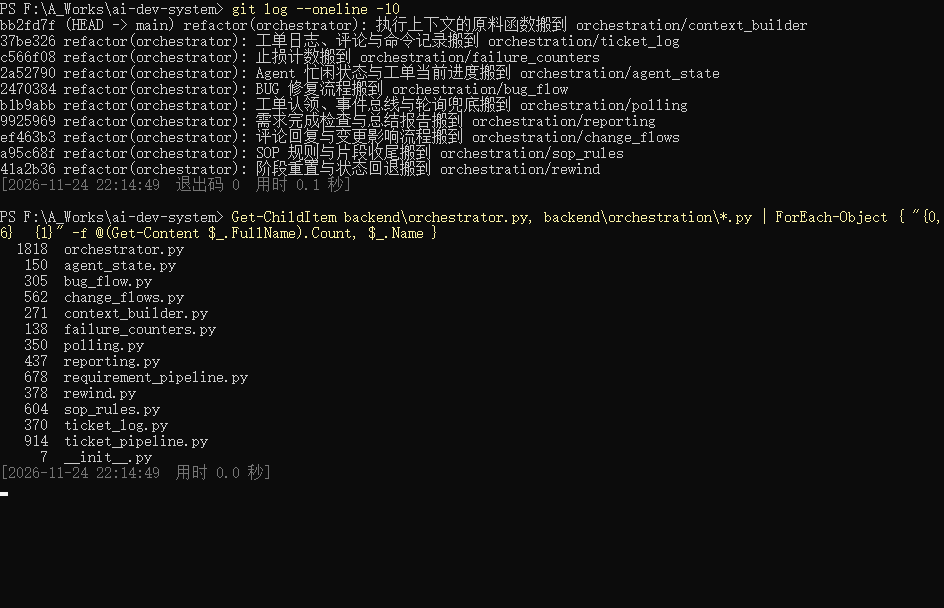 PS F:\A_Works\ai-dev-system> git log --oneline -10
bb2fd7f (HEAD -> main) refactor(orchestrator): 执行上下文的原料函数搬到 orchestration/context_builder
37be326 refactor(orchestrator): 工单日志、评论与命令记录搬到 orchestration/ticket_log
c566f08 refactor(orchestrator): 止损计数搬到 orchestration/failure_counters
2a52790 refactor(orchestrator): Agent 忙闲状态与工单当前进度搬到 orchestration/agent_state
2470384 refactor(orchestrator): BUG 修复流程搬到 orchestration/bug_flow
b1b9abb refactor(orchestrator): 工单认领、事件总线与轮询兜底搬到 orchestration/polling
9925969 refactor(orchestrator): 需求完成检查与总结报告搬到 orchestration/reporting
ef463b3 refactor(orchestrator): 评论回复与变更影响流程搬到 orchestration/change_flows
a95c68f refactor(orchestrator): SOP 规则与片段收尾搬到 orchestration/sop_rules
41a2b36 refactor(orchestrator): 阶段重置与状态回退搬到 orchestration/rewind
[2026-11-24 22:14:49  退出码 0  用时 0.1 秒]
PS F:\A_Works\ai-dev-system> Get-ChildItem backend\orchestrator.py, backend\orchestration\*.py | ForEach-Object { "{0,
6}  {1}" -f @(Get-Content $_.FullName).Count, $_.Name }
  1818  orchestrator.py
   150  agent_state.py
   305  bug_flow.py
   562  change_flows.py
   271  context_builder.py
   138  failure_counters.py
   350  polling.py
   437  reporting.py
   678  requirement_pipeline.py
   378  rewind.py
   604  sop_rules.py
   370  ticket_log.py
   914  ticket_pipeline.py
     7  __init__.py
[2026-11-24 22:14:49  用时 0.0 秒]